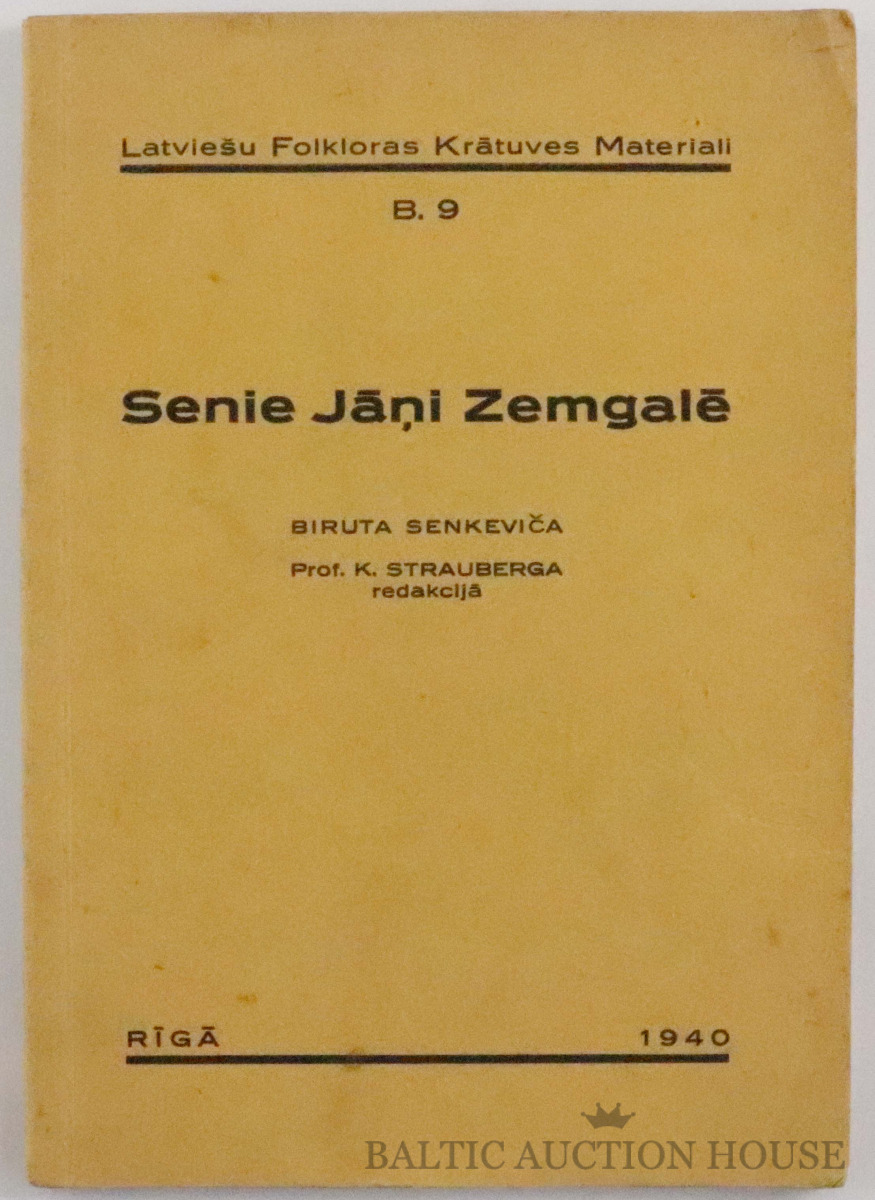 Latviešu Folkloras Krātuves Materiali
B. 9
Senie Jāņi Zemgalē
BIRUTA SENKEVIČA
Prof. K. STRAUBERGA
redakcijā
RĪGĀ 1940
BALTIC AUCTION HOUSE